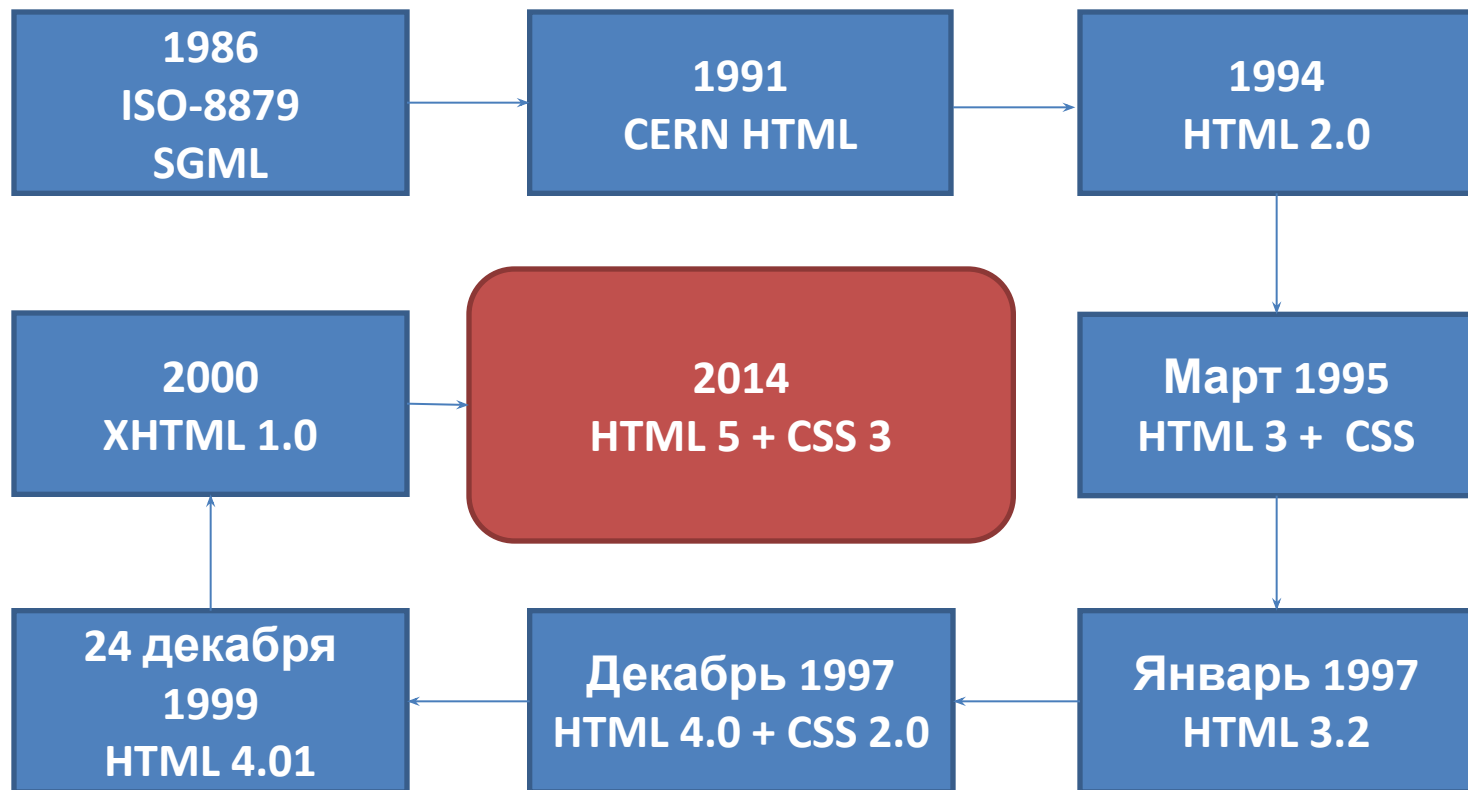 1986
ISO-8879
SGML
1991
CERN HTML
1994
HTML 2.0
Март 1995
HTML 3 +  CSS
Январь 1997
HTML 3.2
Декабрь 1997
HTML 4.0 + CSS 2.0
24 декабря
1999
HTML 4.01
2000
XHTML 1.0
2014
HTML 5 + CSS 3